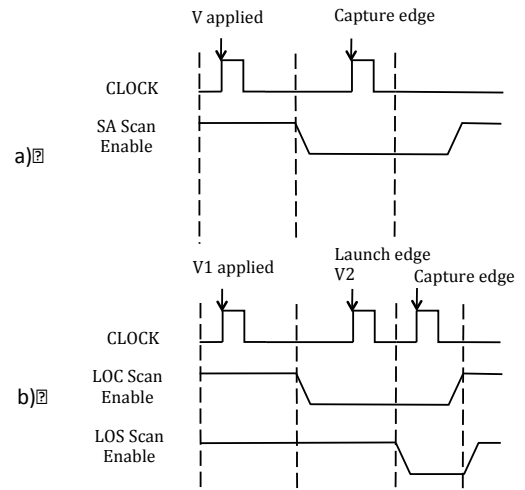 V applied
Capture edge
CLOCK
SA Scan
Enable
a)⍰
V1 applied
Launch edge
V2
Capture edge
CLOCK
LOC Scan
Enable
b)⍰
LOS Scan
Enable